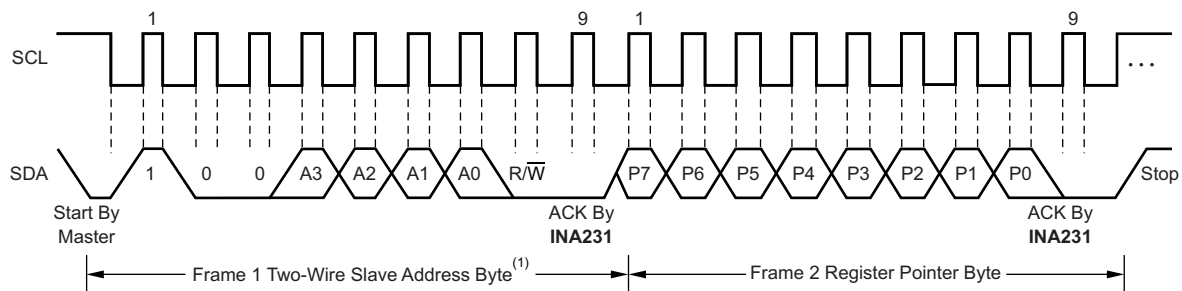 1 9 1 9
SCL ...
SDA 1 0 0 A3 A2 A1 A0 R/W̅ P7 P6 P5 P4 P3 P2 P1 P0 Stop
Start By ACK By ACK By
Master INA231 INA231
Frame 1 Two-Wire Slave Address Byte(1) Frame 2 Register Pointer Byte